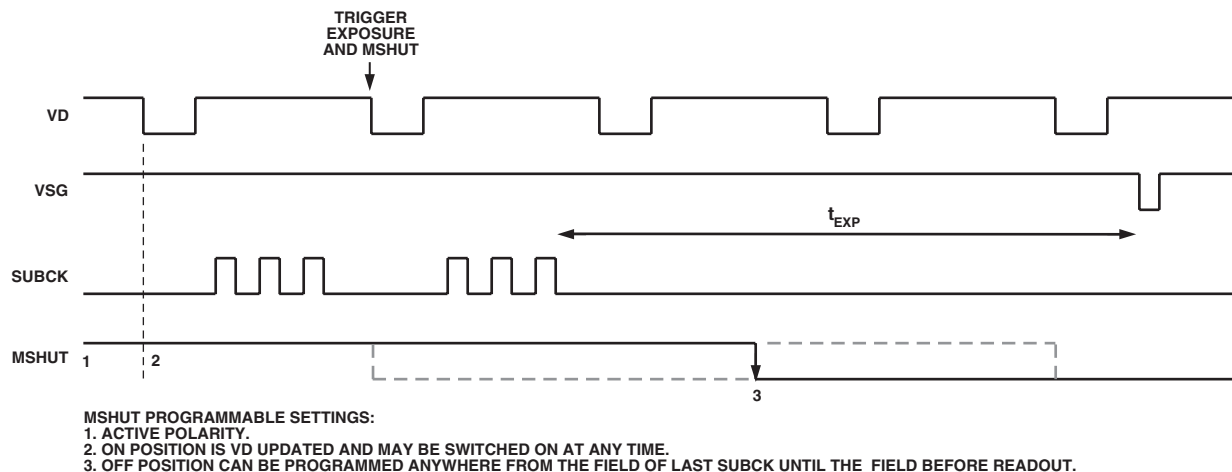 TRIGGER
EXPOSURE
AND MSHUT
VD
VSG
tEXP
SUBCK
MSHUT 1 2
3
MSHUT PROGRAMMABLE SETTINGS:
1. ACTIVE POLARITY.
2. ON POSITION IS VD UPDATED AND MAY BE SWITCHED ON AT ANY TIME.
3. OFF POSITION CAN BE PROGRAMMED ANYWHERE FROM THE FIELD OF LAST SUBCK UNTIL THE FIELD BEFORE READOUT.